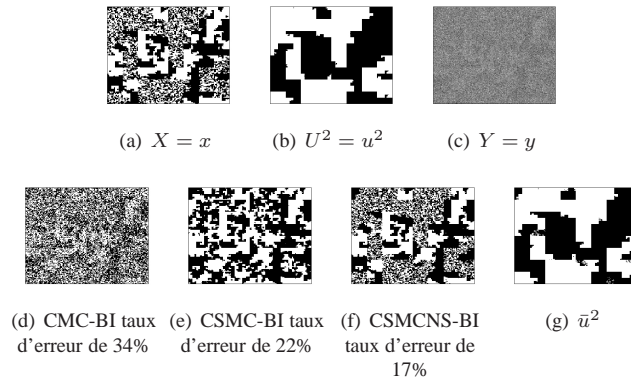 (a) X = x
(b) U² = u²
(c) Y = y
(d) CMC-BI taux
d'erreur de 34%
(e) CSMC-BI taux
d'erreur de 22%
(f) CSMCNS-BI
taux d'erreur de
17%
(g) ū²